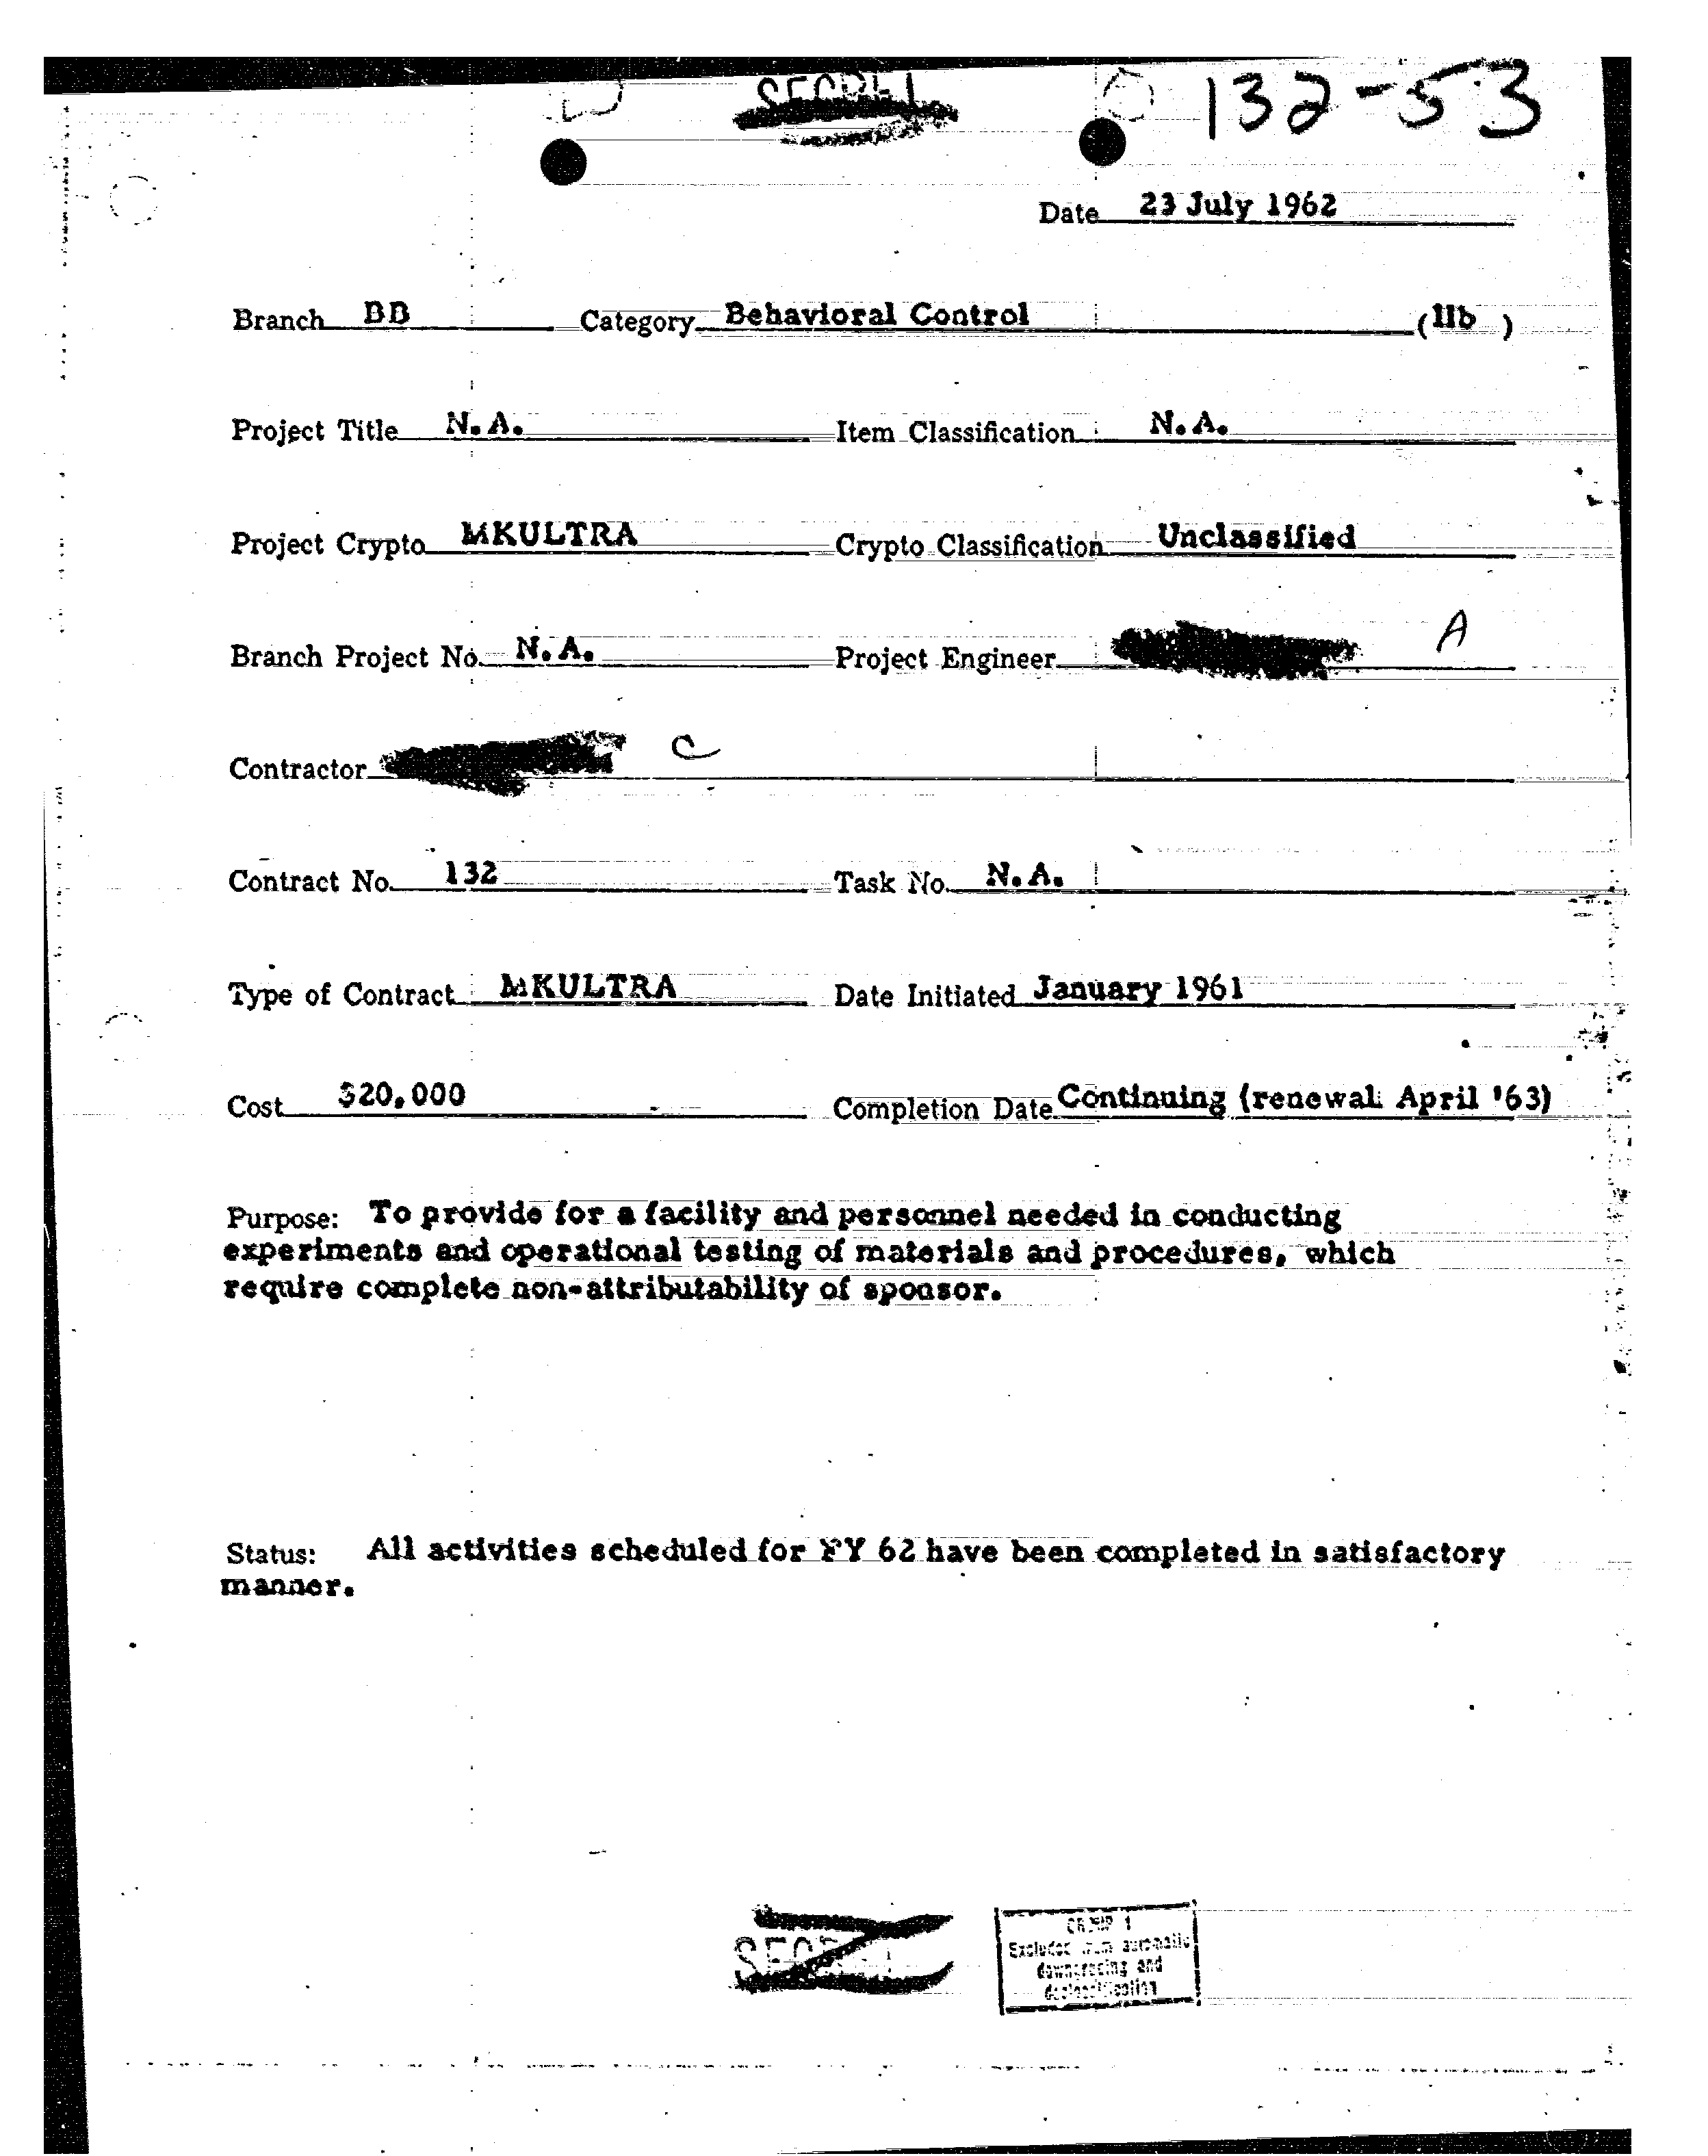 SECRET
132-53
Date 23 July 1962
Branch BB Category Behavioral Control (IIb )
Project Title N.A. Item Classification N.A.
Project Crypto MKULTRA Crypto Classification Unclassified
Branch Project No. N.A. Project Engineer A
Contractor C
Contract No. 132 Task No. N.A.
Type of Contract MKULTRA Date Initiated January 1961
Cost $20,000 Completion Date Continuing (renewal April '63)
Purpose: To provide for a facility and personnel needed in conducting
experiments and operational testing of materials and procedures, which
require complete non-attributability of sponsor.
Status: All activities scheduled for FY 62 have been completed in satisfactory
manner.
SECRET
GROUP 1
Excluded from automatic
downgrading and
declassification